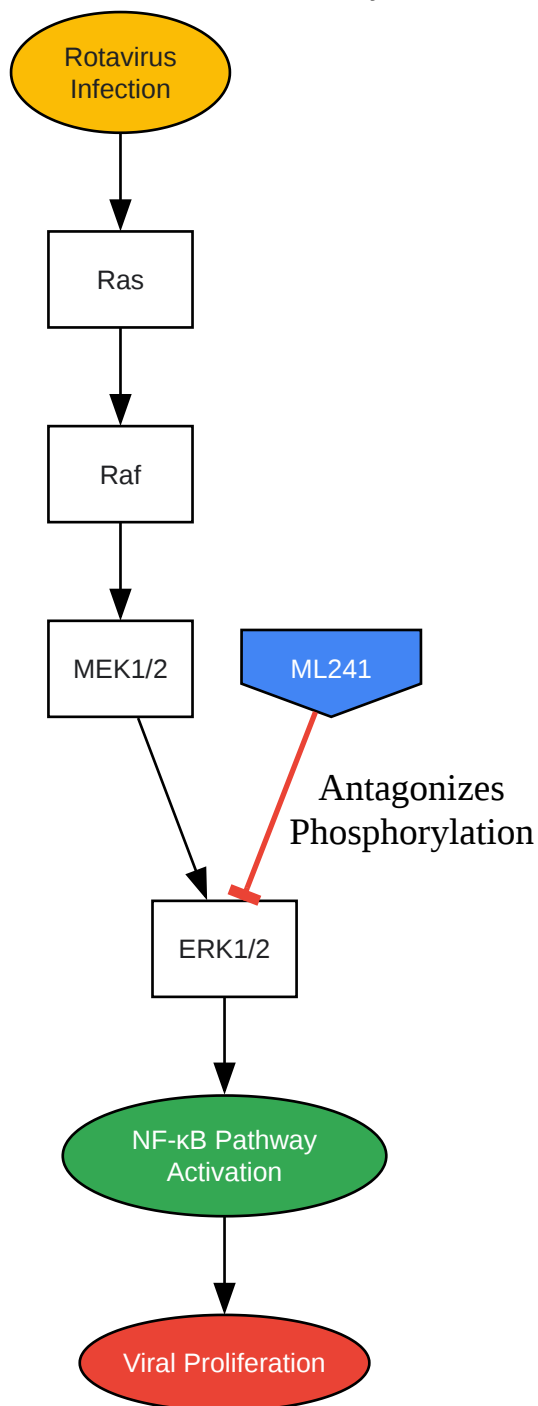 Rotavirus
Infection
Ras
Raf
MEK1/2
ML241
Antagonizes
Phosphorylation
ERK1/2
NF-κB Pathway
Activation
Viral Proliferation